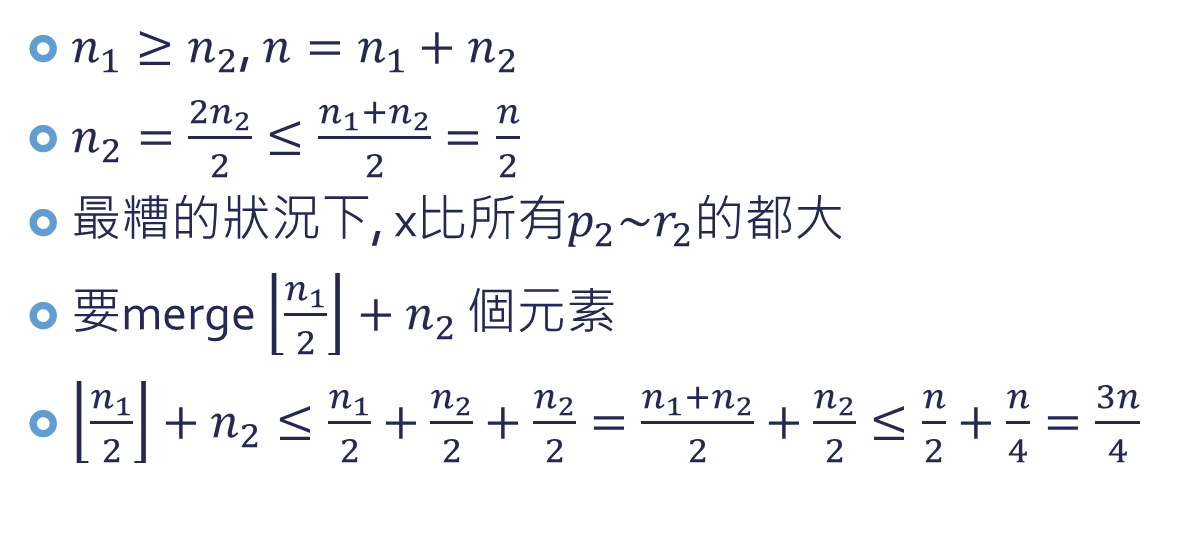 n₁ ≥ n₂, n = n₁ + n₂
n₂ = 2n₂/2 ≤ (n₁+n₂)/2 = n/2
最糟的狀況下, x比所有p₂~r₂的都大
要merge ⌊n₁/2⌋ + n₂ 個元素
⌊n₁/2⌋ + n₂ ≤ n₁/2 + n₂/2 + n₂/2 = (n₁+n₂)/2 + n₂/2 ≤ n/2 + n/4 = 3n/4